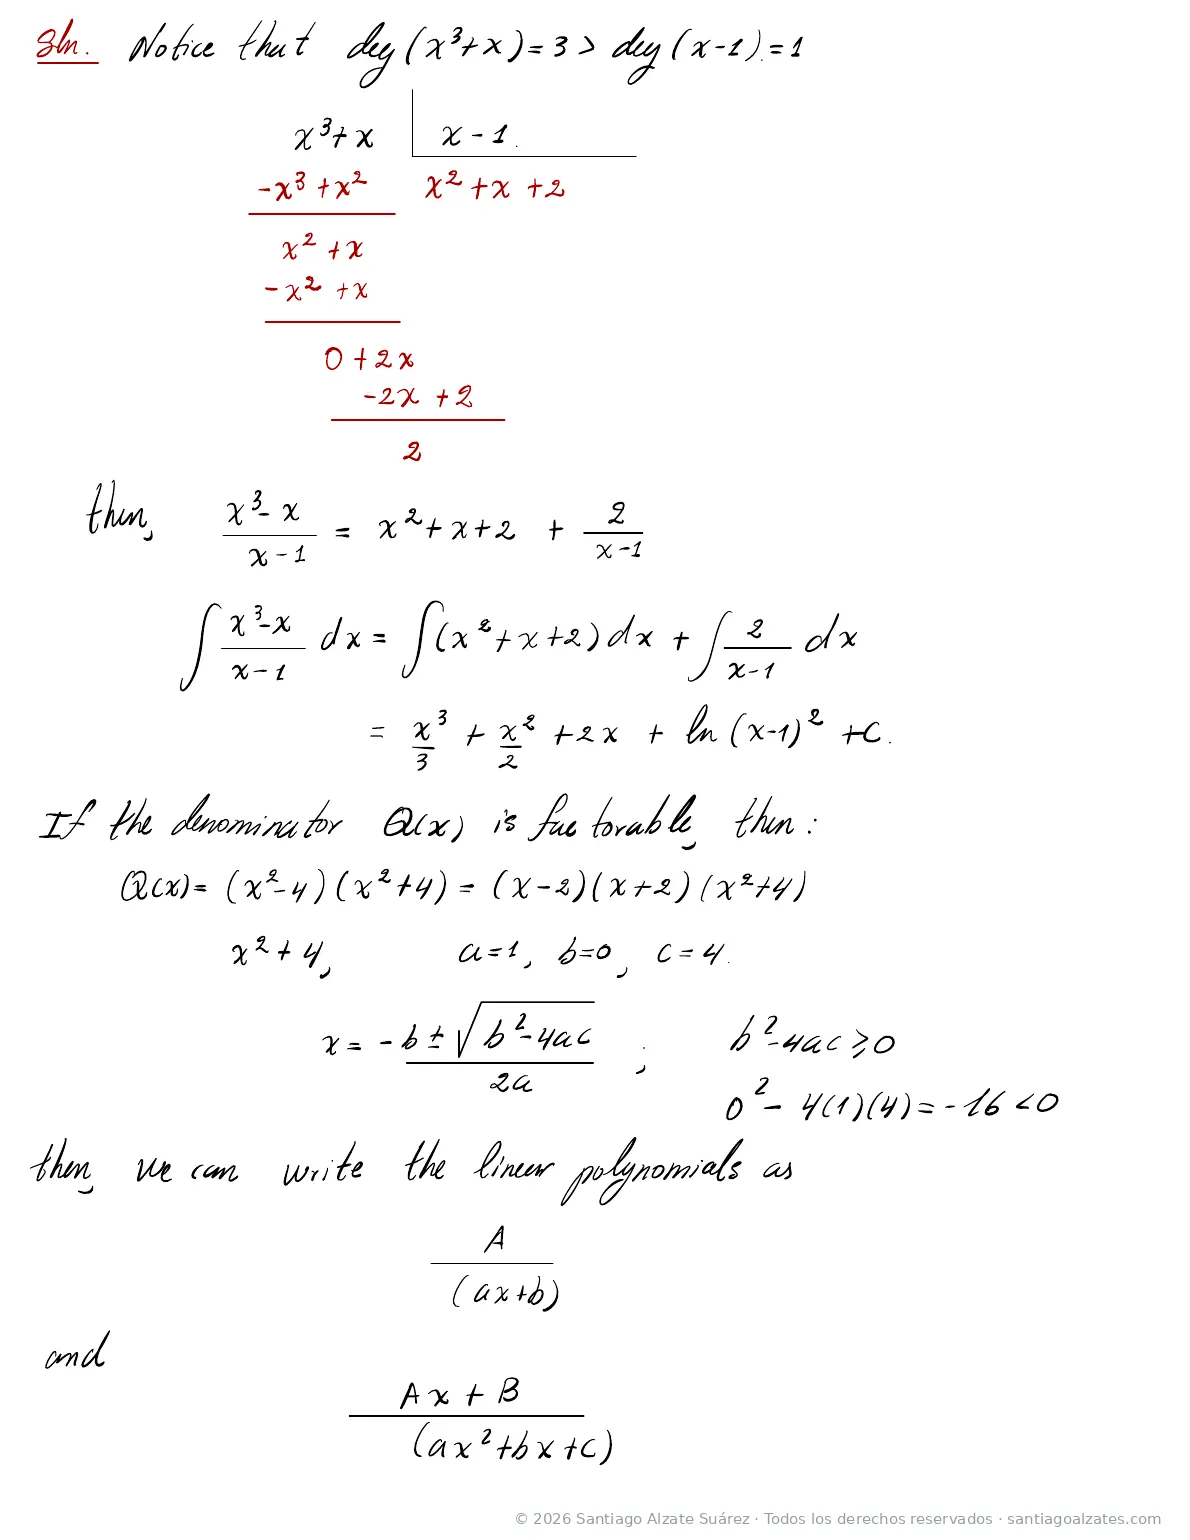 Sln. Notice that deg(x³+x)=3 > deg(x-1).=1
x³+x | x-1.
-x³+x² x²+x+2
x²+x
-x²+x
0+2x
-2x+2
2
then, (x³-x)/(x-1) = x²+x+2 + 2/(x-1)
∫ (x³-x)/(x-1) dx = ∫(x²+x+2)dx + ∫ 2/(x-1) dx
= x³/3 + x²/2 + 2x + ln(x-1)² + C.
If the denominator Q(x) is factorable, then:
Q(x)= (x²-4)(x²+4) = (x-2)(x+2)(x²+4)
x²+4, a=1, b=0, c=4.
x = (-b±√(b²-4ac))/(2a) ; b²-4ac ≥ 0
0²-4(1)(4)=-16<0
then, we can write the linear polynomials as
A/(ax+b)
and
(Ax+B)/(ax²+bx+c)
© 2026 Santiago Alzate Suárez · Todos los derechos reservados · santiagoalzates.com